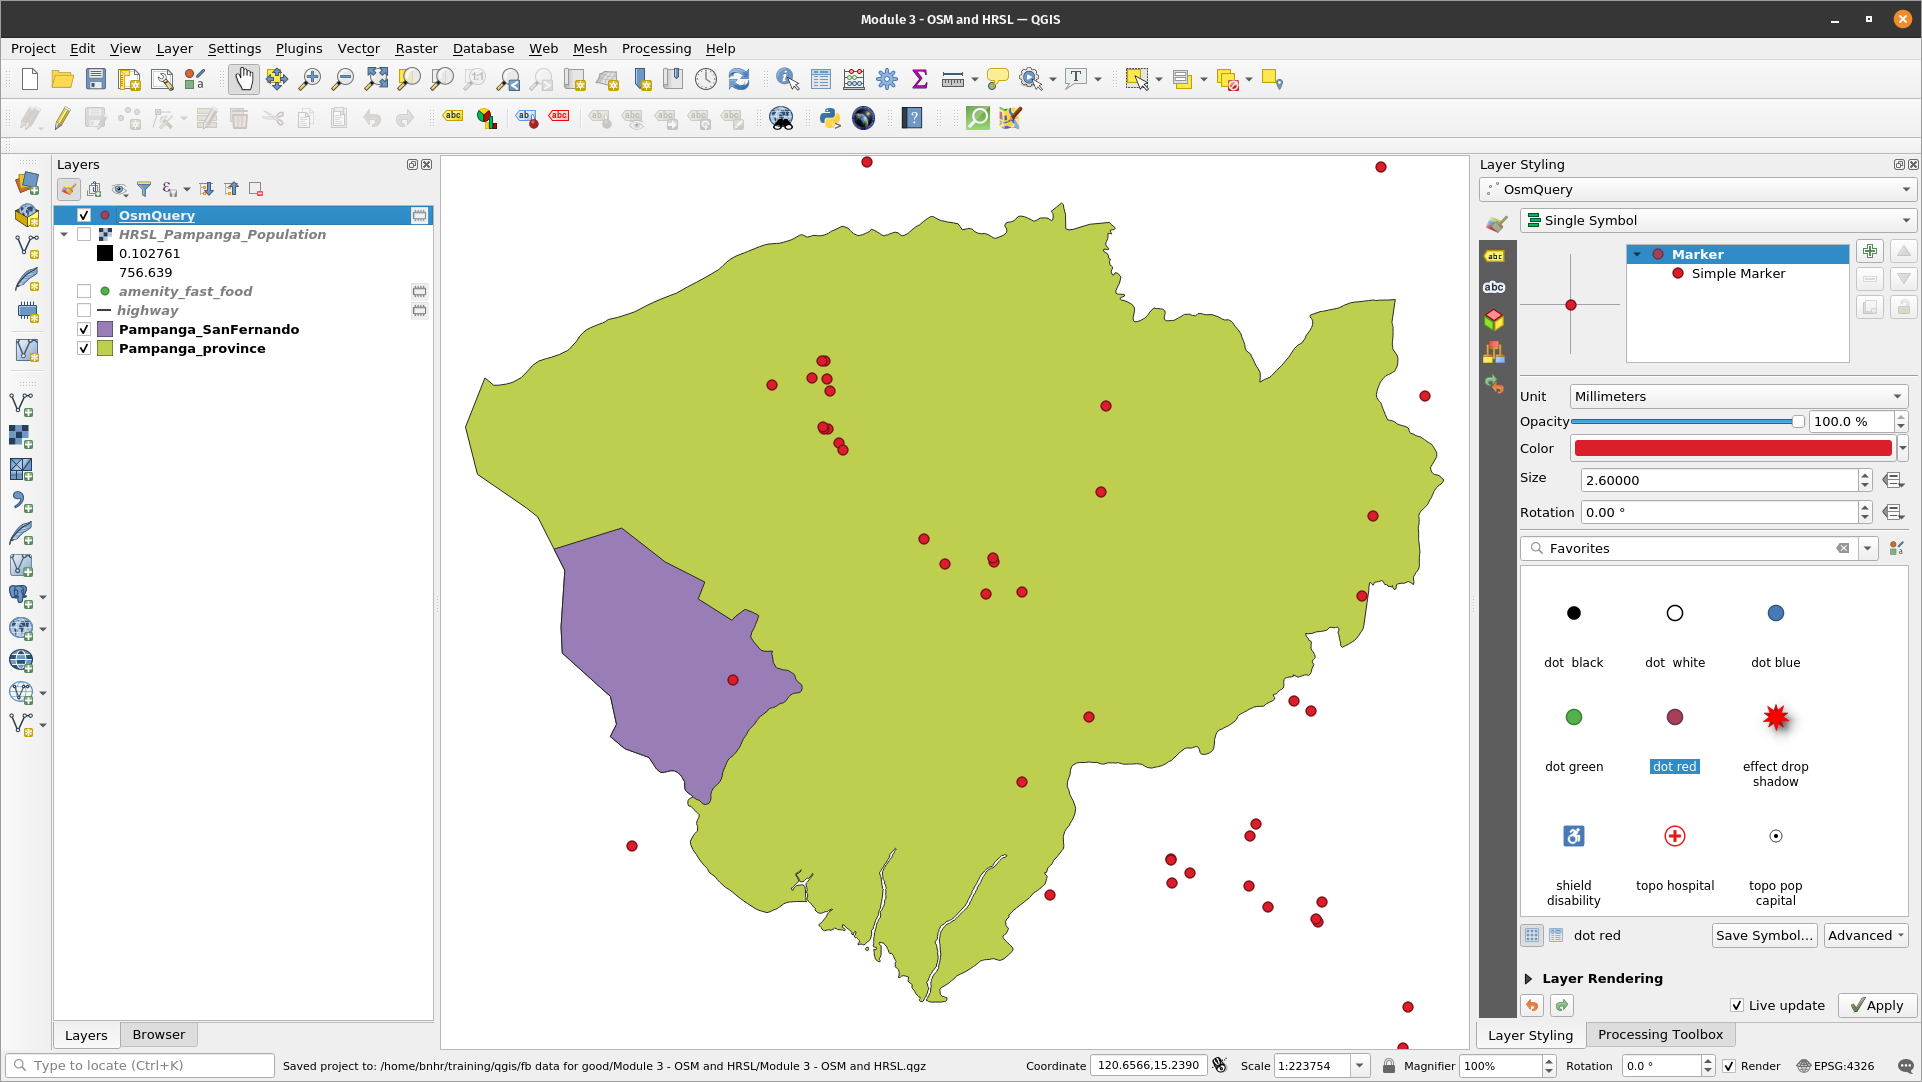 Module 3 - OSM and HRSL — QGIS
Project Edit View Layer Settings Plugins Vector Raster Database Web Mesh Processing Help
Layers
OsmQuery
HRSL_Pampanga_Population
0.102761
756.639
amenity_fast_food
highway
Pampanga_SanFernando
Pampanga_province
Layers Browser
Layer Styling
OsmQuery
Single Symbol
Marker
Simple Marker
Unit Millimeters
Opacity 100.0 %
Color
Size 2.60000
Rotation 0.00 °
Favorites
dot black dot white dot blue
dot green dot red effect drop
shadow
shield topo hospital topo pop
disability capital
dot red Save Symbol... Advanced
Layer Rendering
Live update Apply
Layer Styling Processing Toolbox
Type to locate (Ctrl+K) Saved project to: /home/bnhr/training/qgis/fb data for good/Module 3 - OSM and HRSL/Module 3 - OSM and HRSL.qgz Coordinate 120.6566,15.2390 Scale 1:223754 Magnifier 100% Rotation 0.0 ° Render EPSG:4326